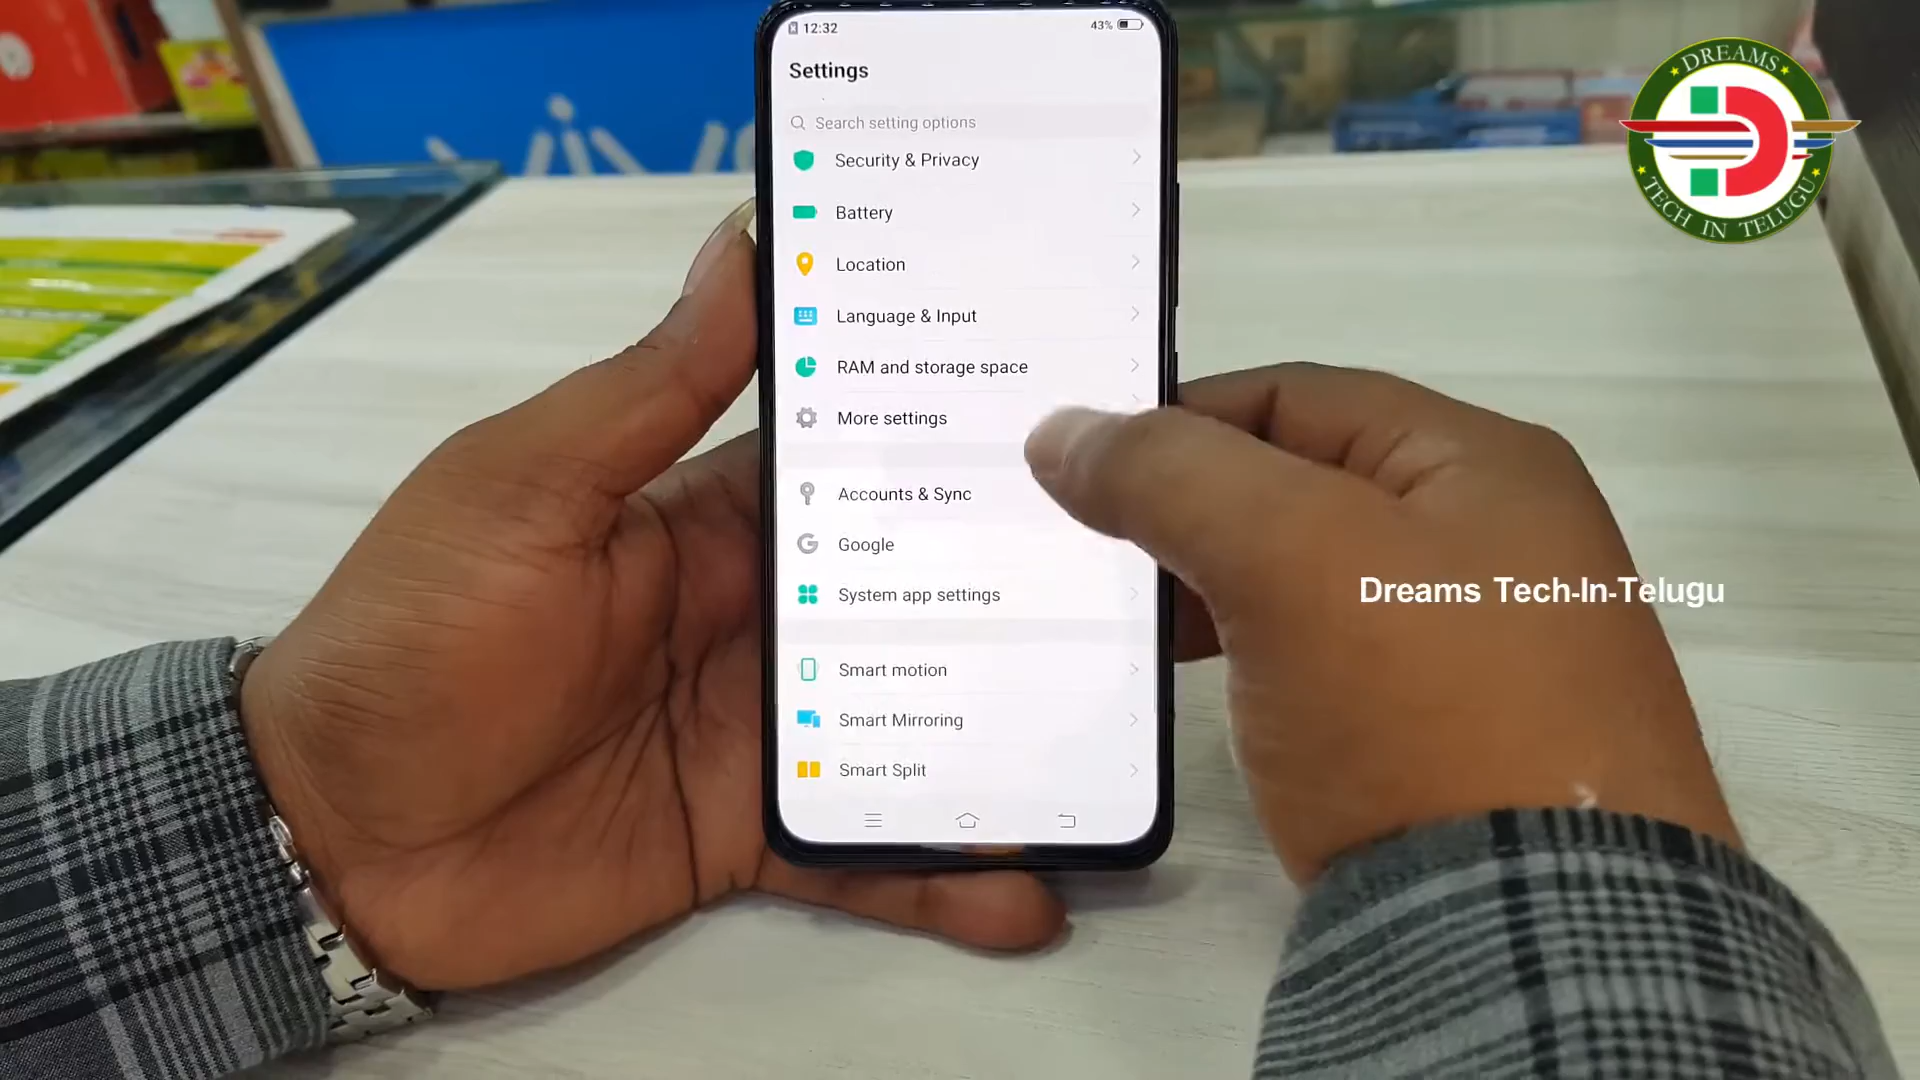 12:32
43%
Settings
Search setting options
Security & Privacy
Battery
Location
Language & Input
RAM and storage space
More settings
Accounts & Sync
Google
System app settings
Smart motion
Smart Mirroring
Smart Split
DREAMS
TECH IN TELUGU
Dreams Tech-In-Telugu
vivo